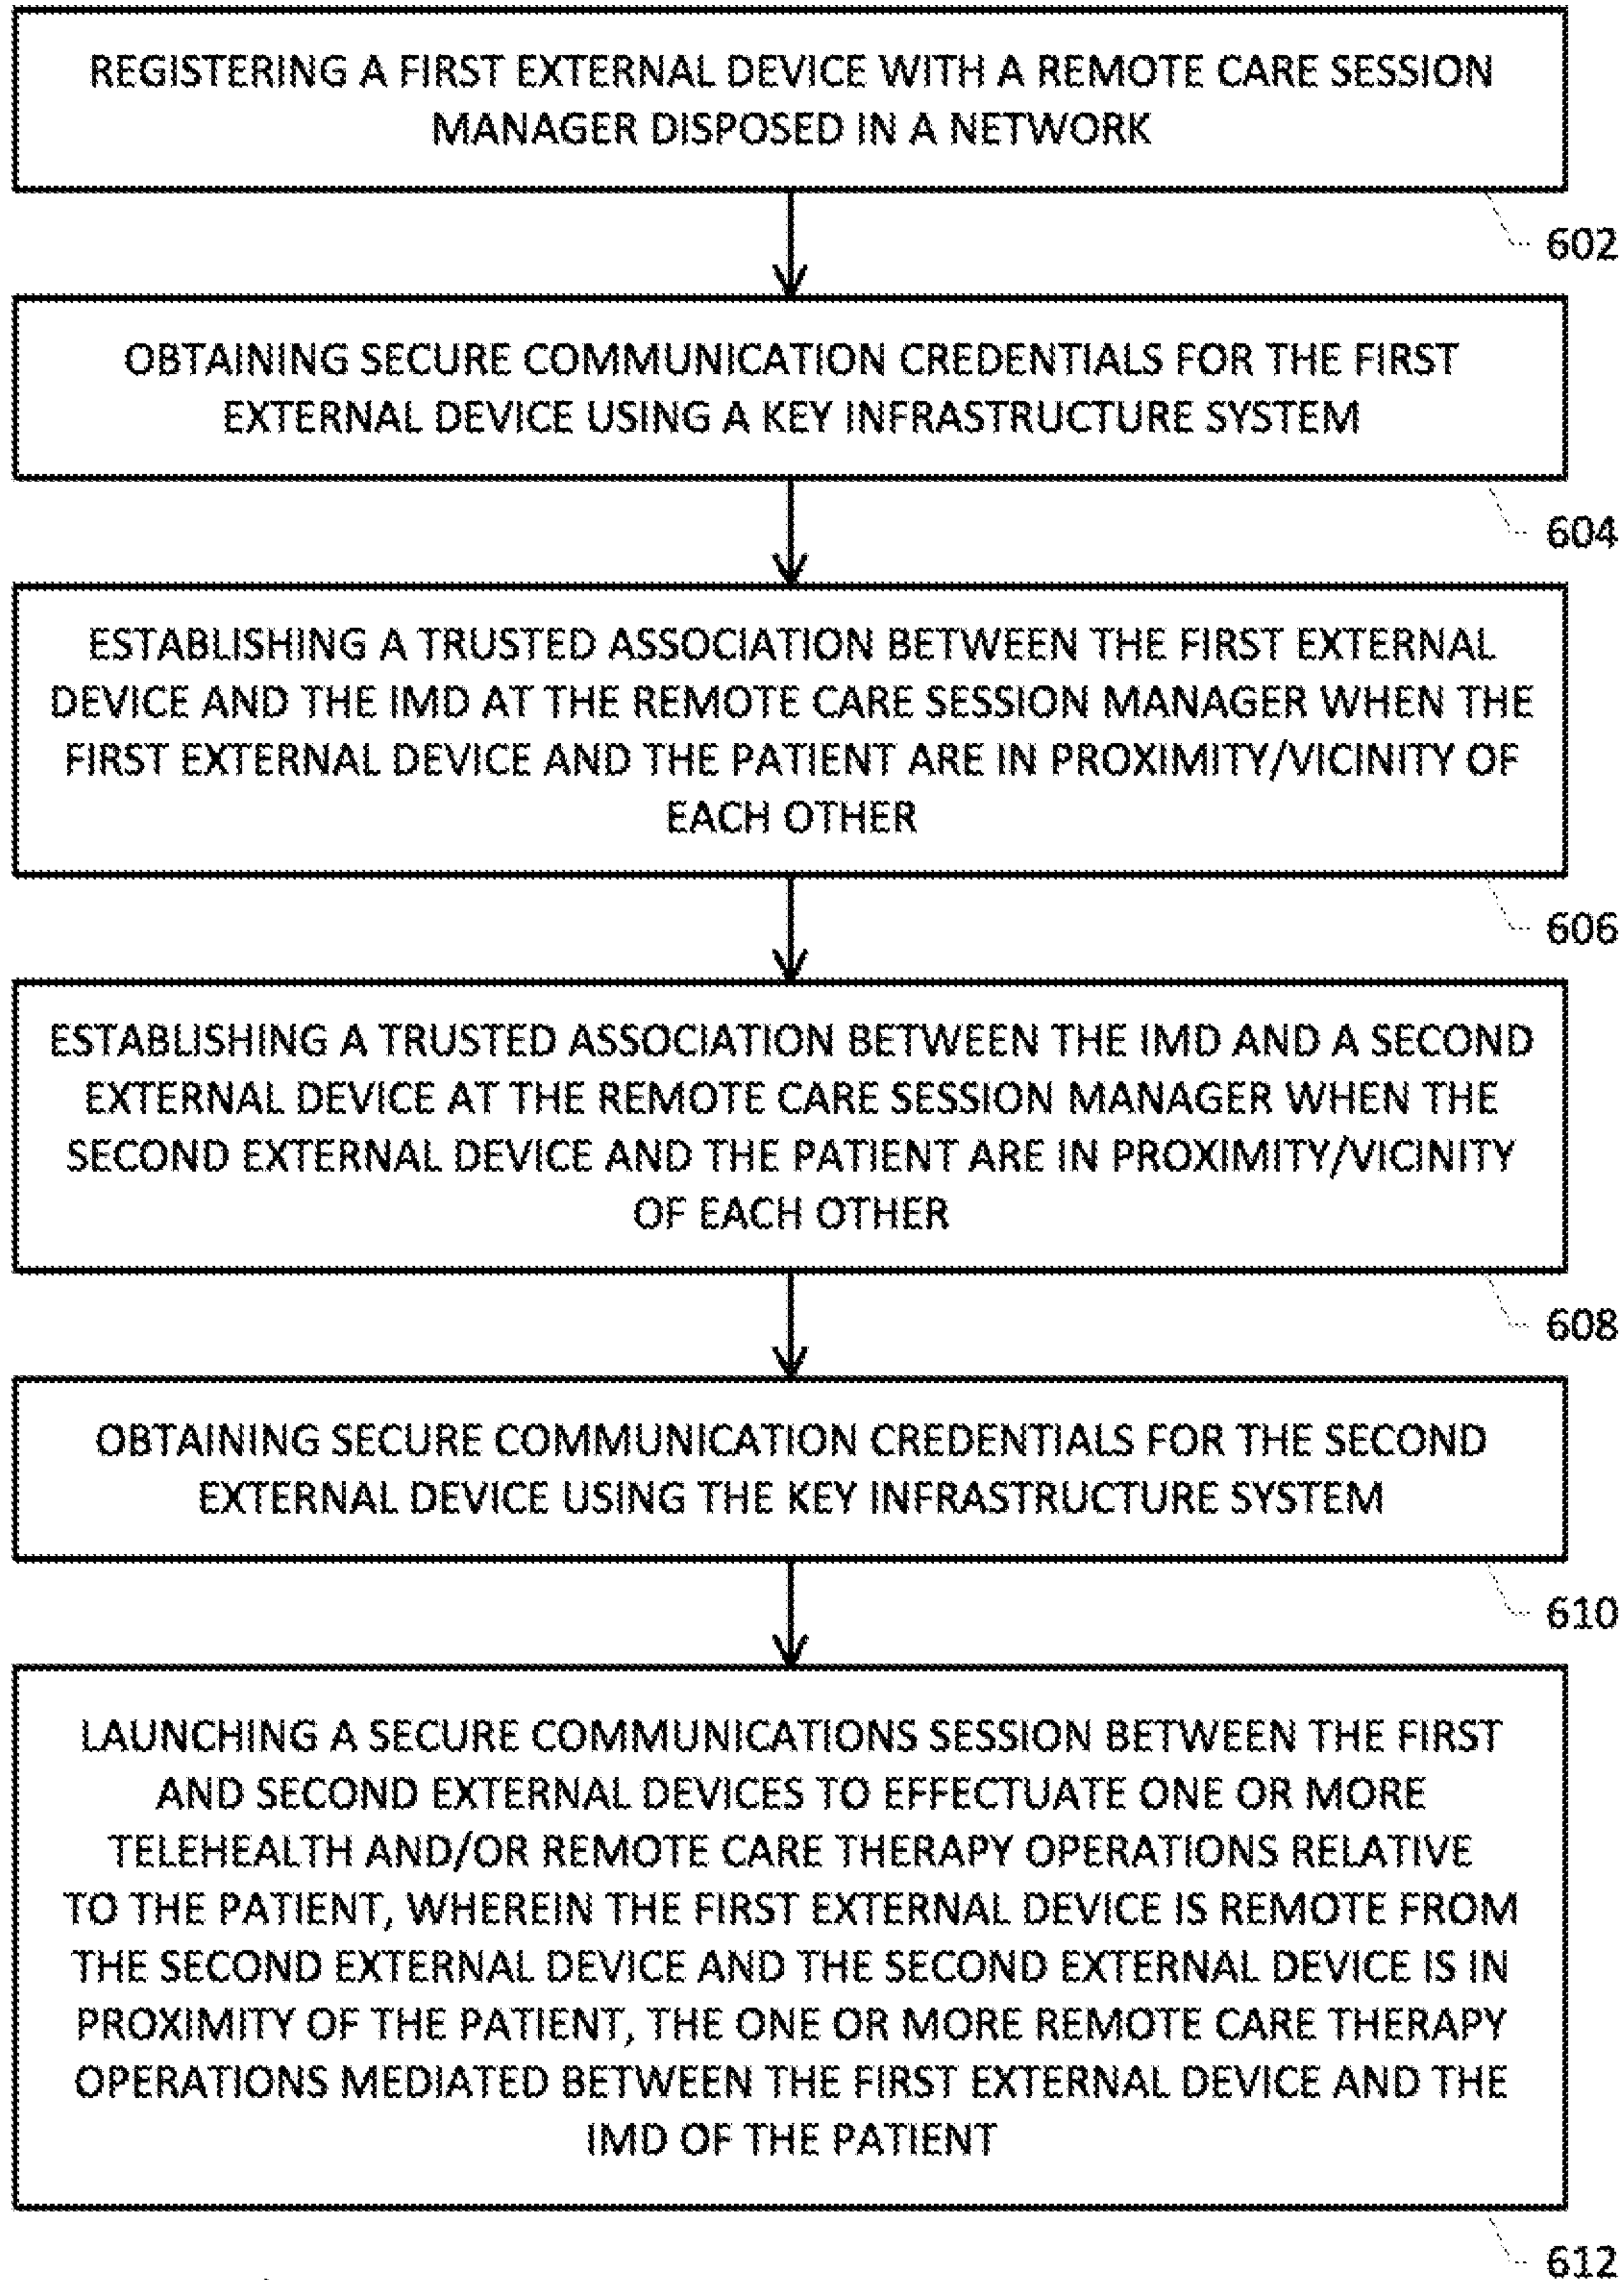 REGISTERING A FIRST EXTERNAL DEVICE WITH A REMOTE CARE SESSION
MANAGER DISPOSED IN A NETWORK
602
OBTAINING SECURE COMMUNICATION CREDENTIALS FOR THE FIRST
EXTERNAL DEVICE USING A KEY INFRASTRUCTURE SYSTEM
604
ESTABLISHING A TRUSTED ASSOCIATION BETWEEN THE FIRST EXTERNAL
DEVICE AND THE IMD AT THE REMOTE CARE SESSION MANAGER WHEN THE
FIRST EXTERNAL DEVICE AND THE PATIENT ARE IN PROXIMITY/VICINITY OF
EACH OTHER
606
ESTABLISHING A TRUSTED ASSOCIATION BETWEEN THE IMD AND A SECOND
EXTERNAL DEVICE AT THE REMOTE CARE SESSION MANAGER WHEN THE
SECOND EXTERNAL DEVICE AND THE PATIENT ARE IN PROXIMITY/VICINITY
OF EACH OTHER
608
OBTAINING SECURE COMMUNICATION CREDENTIALS FOR THE SECOND
EXTERNAL DEVICE USING THE KEY INFRASTRUCTURE SYSTEM
610
LAUNCHING A SECURE COMMUNICATIONS SESSION BETWEEN THE FIRST
AND SECOND EXTERNAL DEVICES TO EFFECTUATE ONE OR MORE
TELEHEALTH AND/OR REMOTE CARE THERAPY OPERATIONS RELATIVE
TO THE PATIENT, WHEREIN THE FIRST EXTERNAL DEVICE IS REMOTE FROM
THE SECOND EXTERNAL DEVICE AND THE SECOND EXTERNAL DEVICE IS IN
PROXIMITY OF THE PATIENT, THE ONE OR MORE REMOTE CARE THERAPY
OPERATIONS MEDIATED BETWEEN THE FIRST EXTERNAL DEVICE AND THE
IMD OF THE PATIENT
612